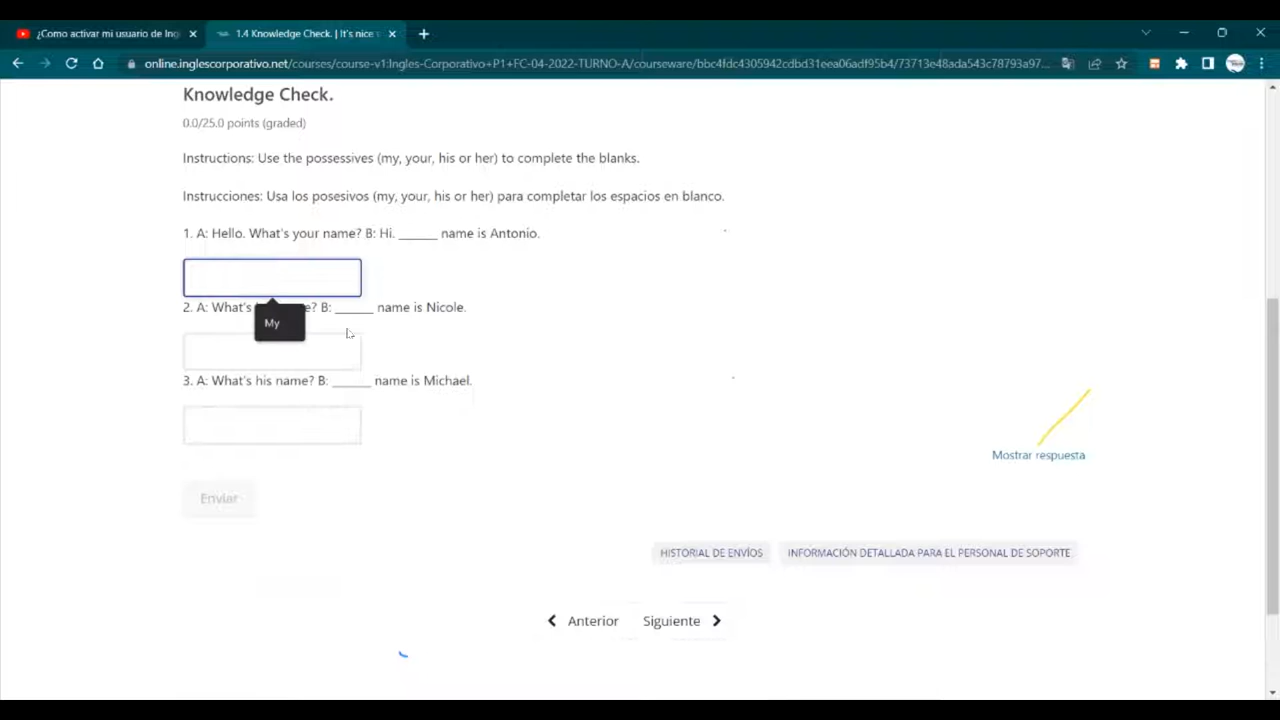 ¿Como activar mi usuario de Ing
1.4 Knowledge Check. | It's nice
online.inglescorporativo.net/courses/course-v1:Ingles-Corporativo+P1+FC-04-2022-TURNO-A/courseware/bbc4fdc4305942cdbd31eea06adf95b4/73713e48ada543c78793a97...
Knowledge Check.
0.0/25.0 points (graded)
Instructions: Use the possessives (my, your, his or her) to complete the blanks.
Instrucciones: Usa los posesivos (my, your, his or her) para completar los espacios en blanco.
1. A: Hello. What's your name? B: Hi. ______ name is Antonio.
2. A: What's e? B: ______ name is Nicole.
My
3. A: What's his name? B: ______ name is Michael.
Mostrar respuesta
Enviar
HISTORIAL DE ENVÍOS INFORMACIÓN DETALLADA PARA EL PERSONAL DE SOPORTE
Anterior Siguiente